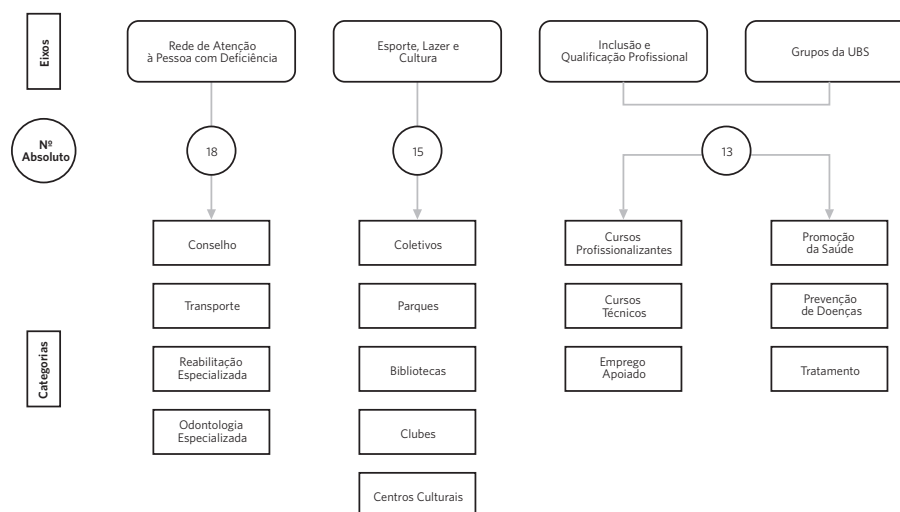 Eixos
Rede de Atenção
à Pessoa com Deficiência
Esporte, Lazer e
Cultura
Inclusão e
Qualificação Profissional
Grupos da UBS
Nº
Absoluto
18
15
13
Conselho
Coletivos
Cursos
Profissionalizantes
Promoção
da Saúde
Transporte
Parques
Cursos
Técnicos
Prevenção
de Doenças
Categorias
Reabilitação
Especializada
Bibliotecas
Emprego
Apoiado
Tratamento
Odontologia
Especializada
Clubes
Centros Culturais